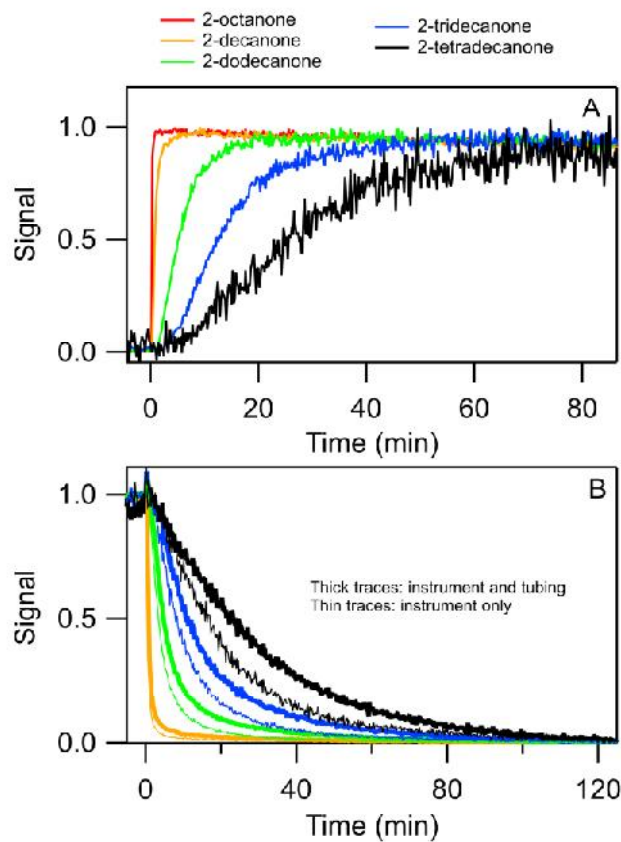 2-octanone
2-decanone
2-dodecanone
2-tridecanone
2-tetradecanone
A
1.0
0.5
0.0
Signal
0
20
40
60
80
Time (min)
B
1.0
0.5
0.0
Signal
Thick traces: instrument and tubing
Thin traces: instrument only
0
40
80
120
Time (min)